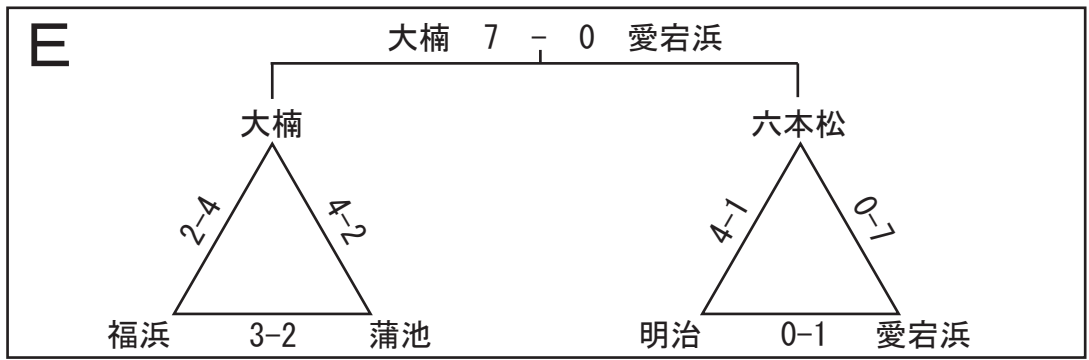 E
大楠 7 － 0 愛宕浜
大楠 六本松
2−4 4−2 4−1 0−7
福浜 3−2 蒲池 明治 0−1 愛宕浜